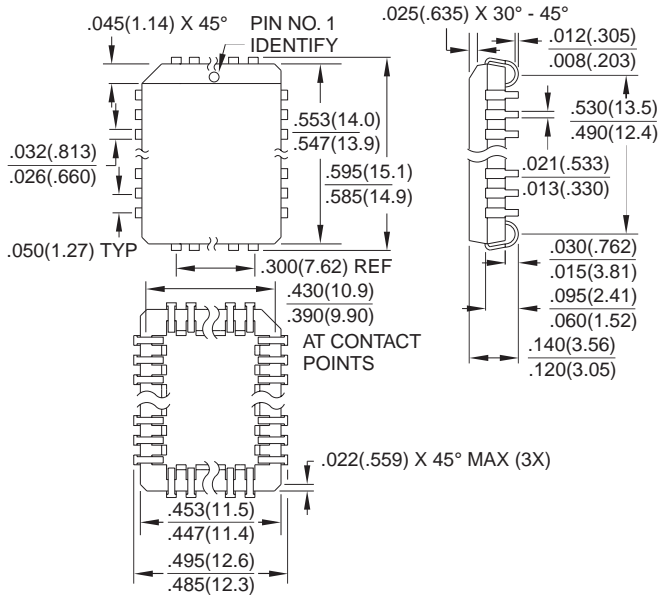 .045(1.14) X 45°
PIN NO. 1
IDENTIFY
.025(.635) X 30° - 45°
.012(.305)
.008(.203)
.553(14.0)
.547(13.9)
.530(13.5)
.490(12.4)
.032(.813)
.026(.660)
.595(15.1)
.585(14.9)
.021(.533)
.013(.330)
.050(1.27) TYP
.300(7.62) REF
.030(.762)
.015(3.81)
.430(10.9)
.390(9.90)
AT CONTACT
POINTS
.095(2.41)
.060(1.52)
.140(3.56)
.120(3.05)
.022(.559) X 45° MAX (3X)
.453(11.5)
.447(11.4)
.495(12.6)
.485(12.3)